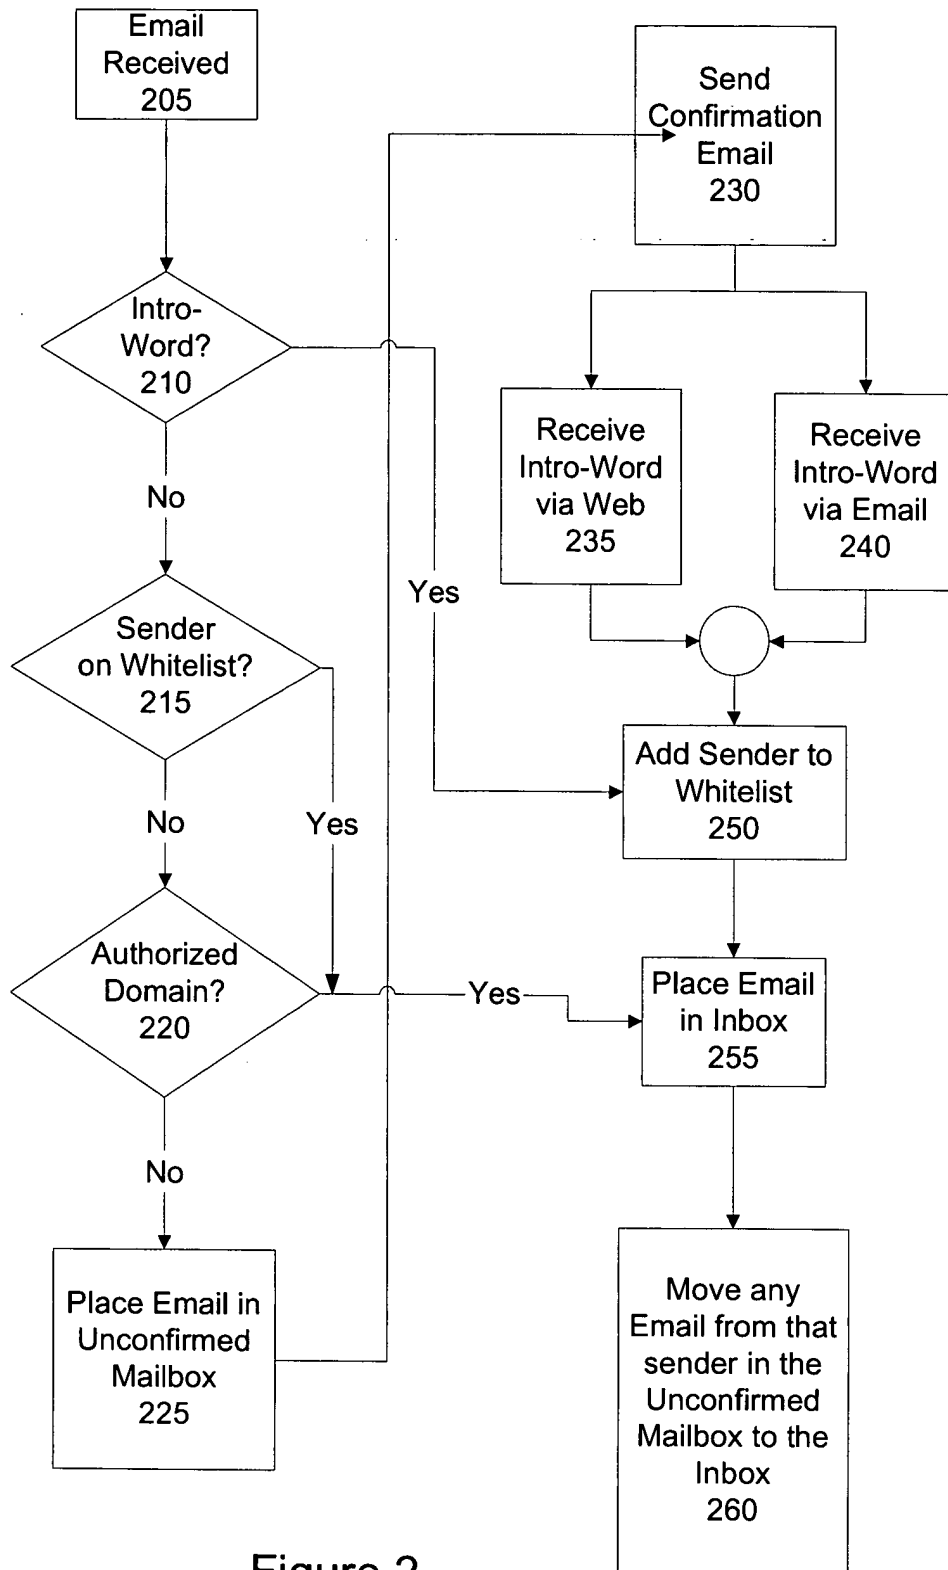 Email
Received
205
Intro-
Word?
210
No
Sender
on Whitelist?
215
No
Yes
Authorized
Domain?
220
No
Place Email in
Unconfirmed
Mailbox
225
Send
Confirmation
Email
230
Receive
Intro-Word
via Web
235
Receive
Intro-Word
via Email
240
Yes
Add Sender to
Whitelist
250
Yes
Place Email
in Inbox
255
Move any
Email from that
sender in the
Unconfirmed
Mailbox to the
Inbox
260
Figure 2